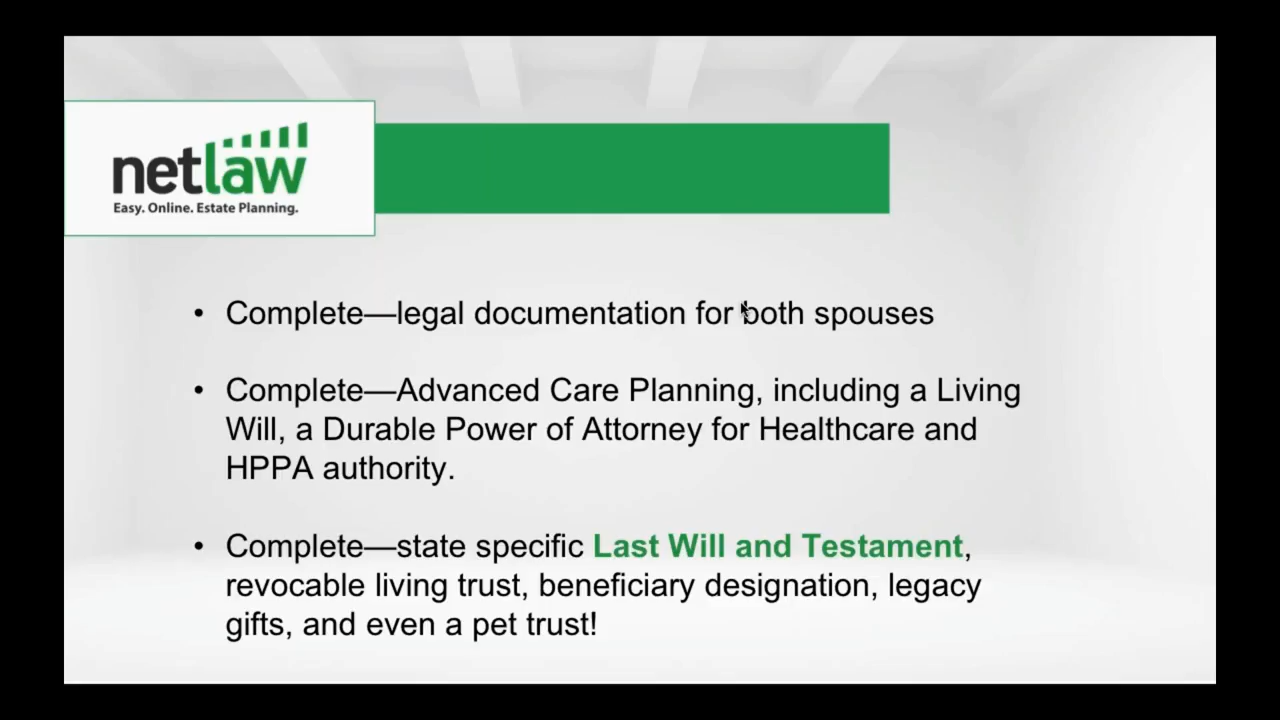 netlaw
Easy. Online. Estate Planning.
• Complete—legal documentation for both spouses
• Complete—Advanced Care Planning, including a Living
Will, a Durable Power of Attorney for Healthcare and
HPPA authority.
• Complete—state specific Last Will and Testament,
revocable living trust, beneficiary designation, legacy
gifts, and even a pet trust!